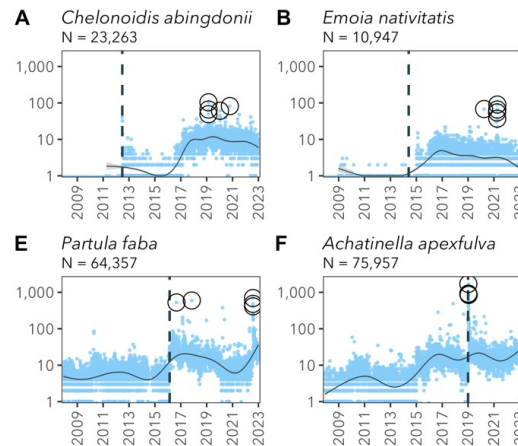 A Chelonoidis abingdonii
N = 23,263
1,000
100
10
1
2009 2011 2013 2015 2017 2019 2021 2023
B Emoia nativitatis
N = 10,947
1,000
100
10
1
2009 2011 2013 2015 2017 2019 2021 2023
E Partula faba
N = 64,357
1,000
100
10
1
2009 2011 2013 2015 2017 2019 2021 2023
F Achatinella apexfulva
N = 75,957
1,000
100
10
1
2009 2011 2013 2015 2017 2019 2021 2023